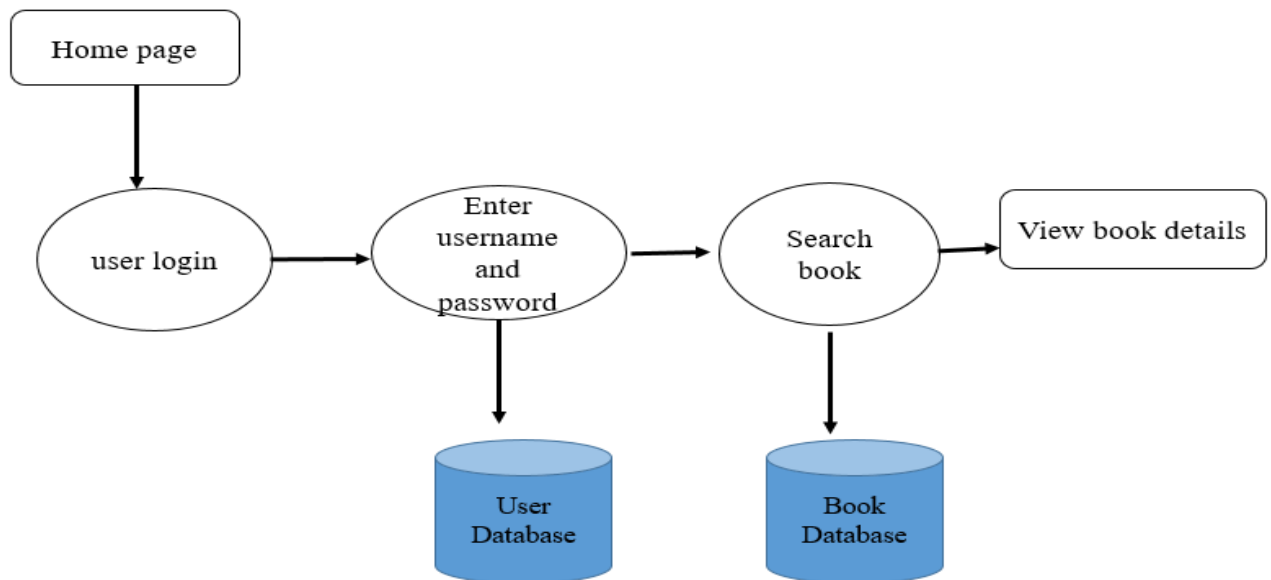 Home page
user login
Enter
username
and
password
Search
book
View book details
User
Database
Book
Database